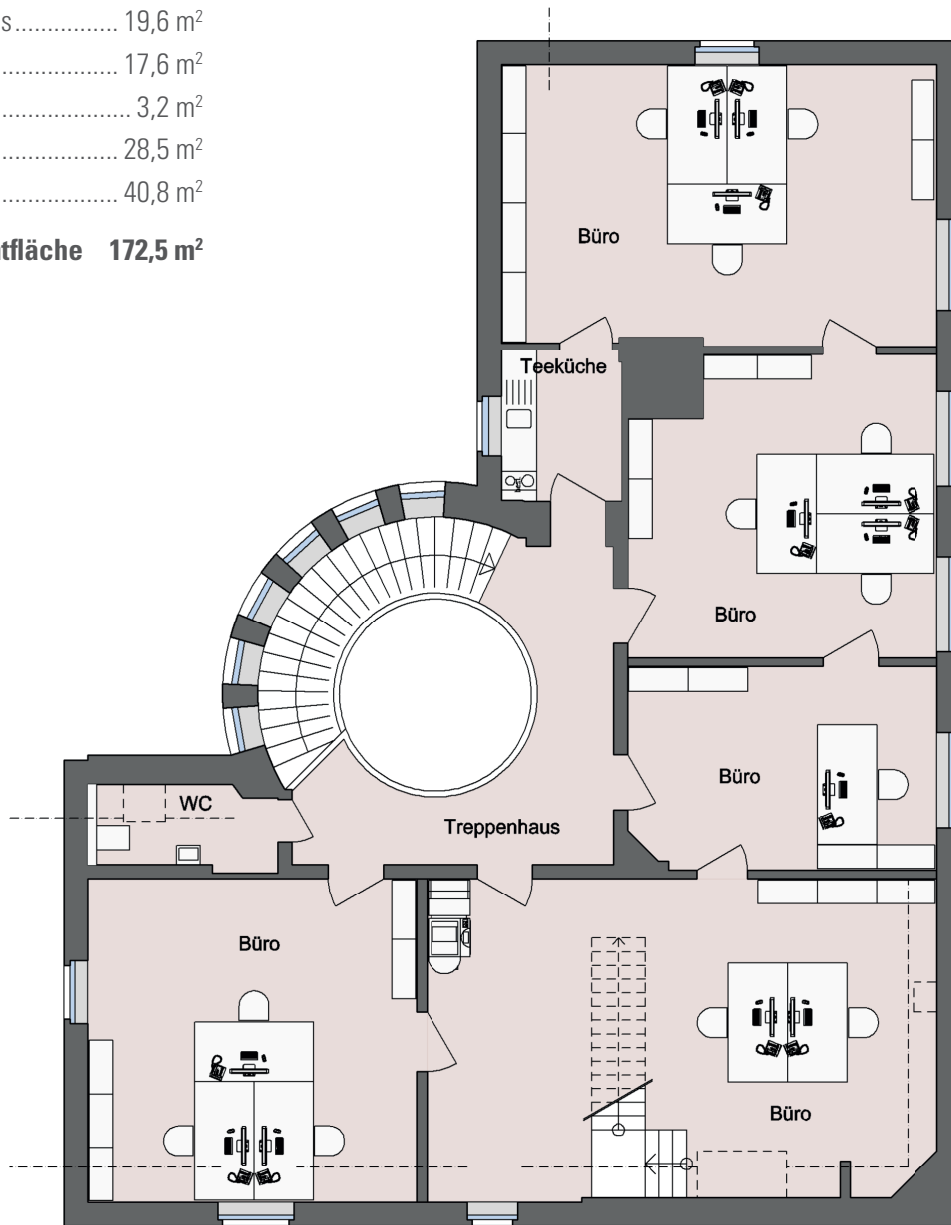 s ............... 19,6 m²
................... 17,6 m²
..................... 3,2 m²
................... 28,5 m²
................... 40,8 m²
tfläche 172,5 m²
Büro
Teeküche
Büro
Büro
WC
Treppenhaus
Büro
Büro